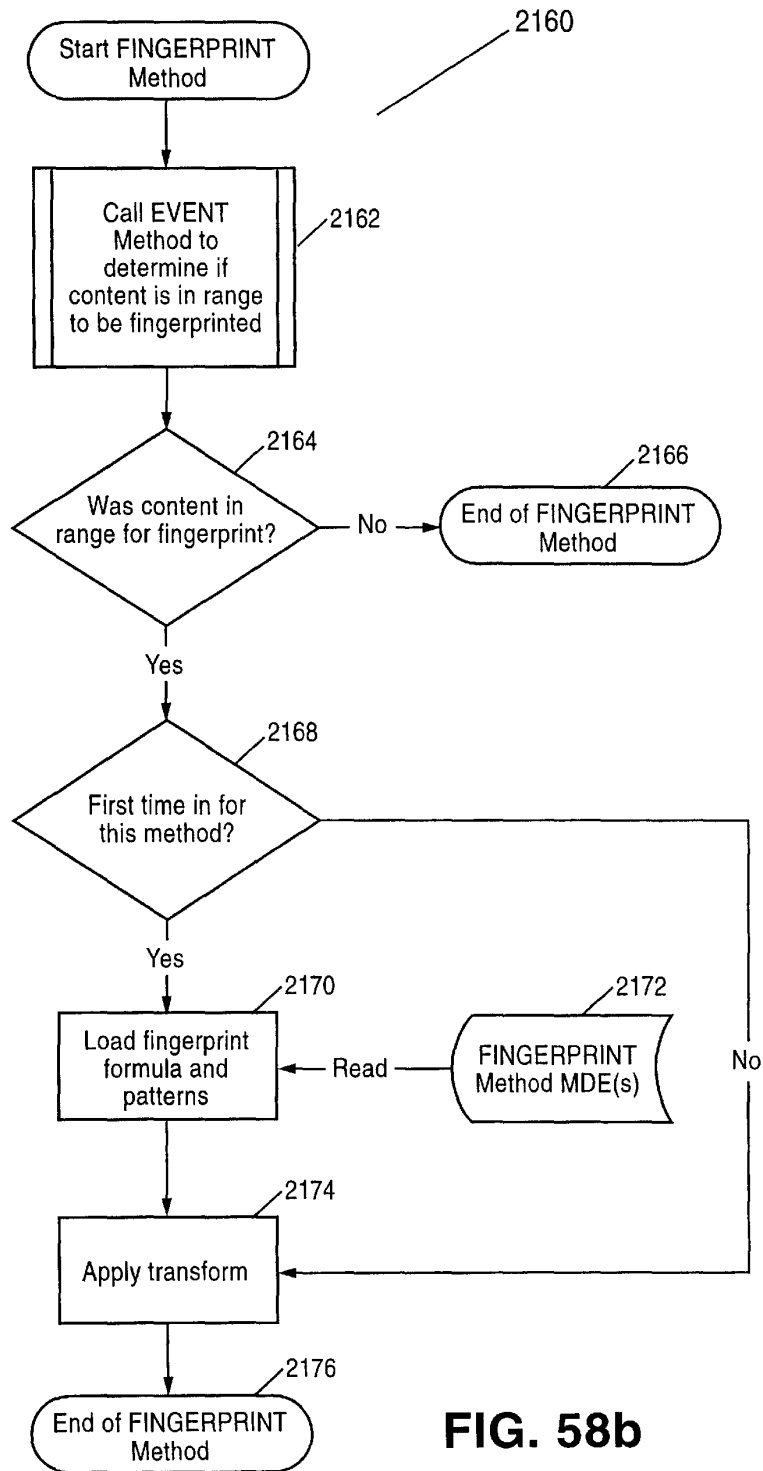 2160
Start FINGERPRINT
Method
Call EVENT
Method to
determine if
content is in range
to be fingerprinted
2162
2164
Was content in
range for fingerprint?
No
2166
End of FINGERPRINT
Method
Yes
2168
First time in for
this method?
No
Yes
2170
Load fingerprint
formula and
patterns
Read
2172
FINGERPRINT
Method MDE(s)
2174
Apply transform
2176
End of FINGERPRINT
Method
FIG. 58b